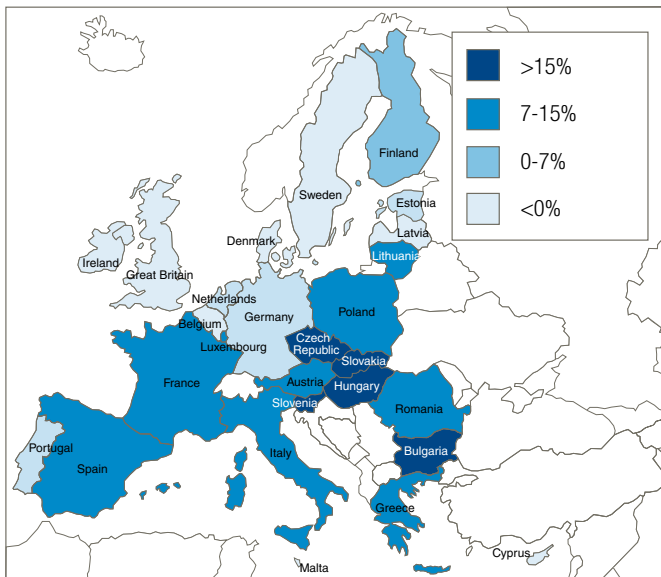 >15%
7-15%
0-7%
<0%
Finland
Sweden
Estonia
Latvia
Lithuania
Denmark
Ireland
Great Britain
Netherlands
Belgium
Germany
Luxembourg
Poland
Czech
Republic
Slovakia
France
Austria
Hungary
Slovenia
Romania
Portugal
Spain
Italy
Bulgaria
Greece
Cyprus
Malta